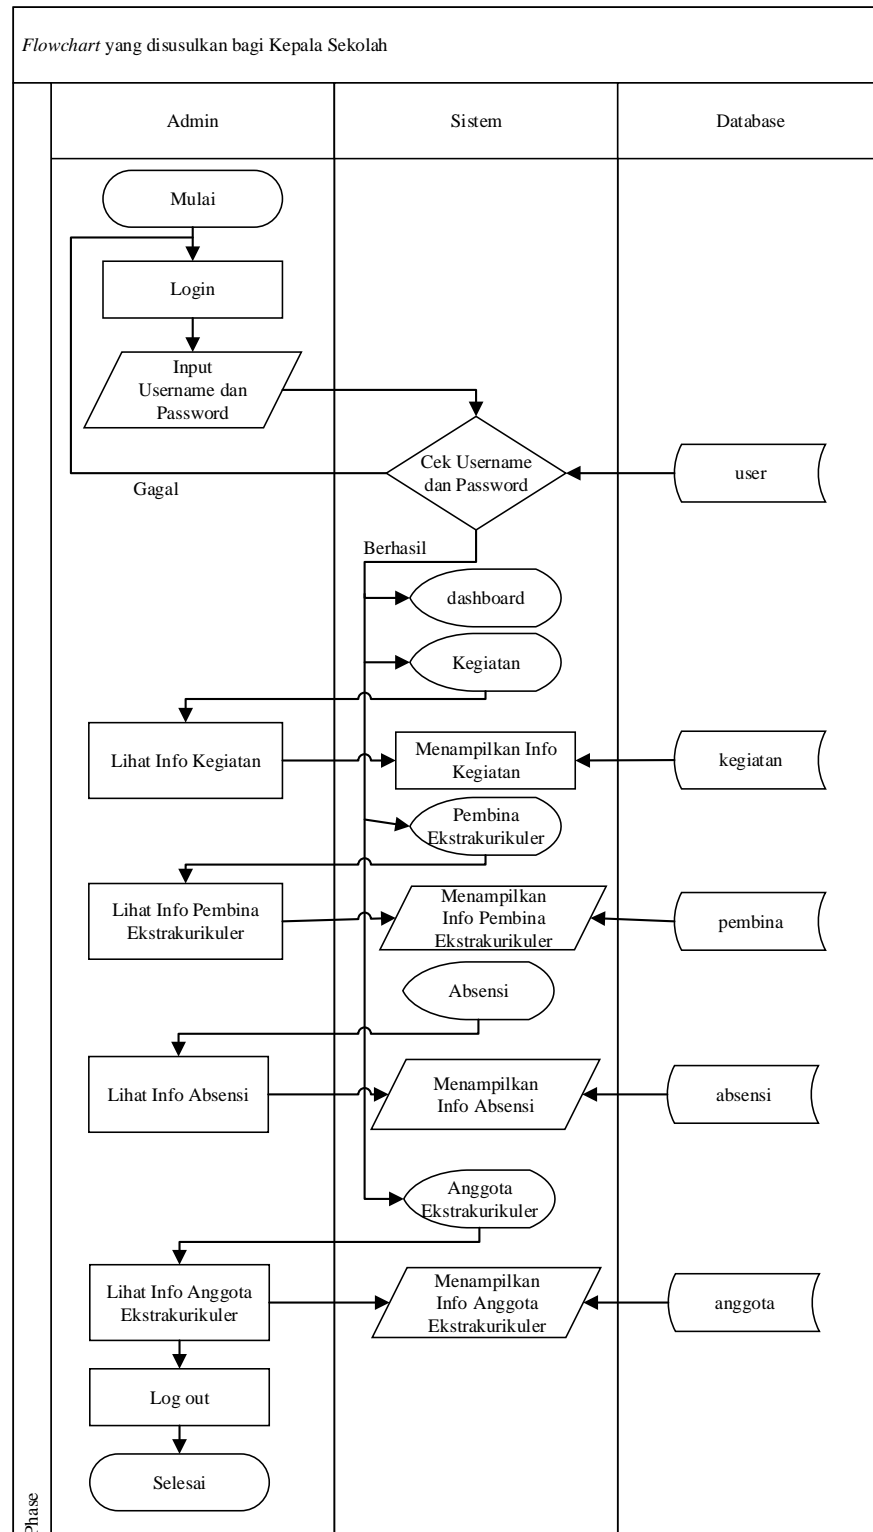 Flowchart yang disusulkan bagi Kepala Sekolah
Admin
Sistem
Database
Mulai
Login
Input
Username dan
Password
Cek Username
dan Password
user
Gagal
Berhasil
dashboard
Kegiatan
Lihat Info Kegiatan
Menampilkan Info
Kegiatan
kegiatan
Pembina
Ekstrakurikuler
Lihat Info Pembina
Ekstrakurikuler
Menampilkan
Info Pembina
Ekstrakurikuler
pembina
Absensi
Lihat Info Absensi
Menampilkan
Info Absensi
absensi
Anggota
Ekstrakurikuler
Lihat Info Anggota
Ekstrakurikuler
Menampilkan
Info Anggota
Ekstrakurikuler
anggota
Log out
Selesai
Phase